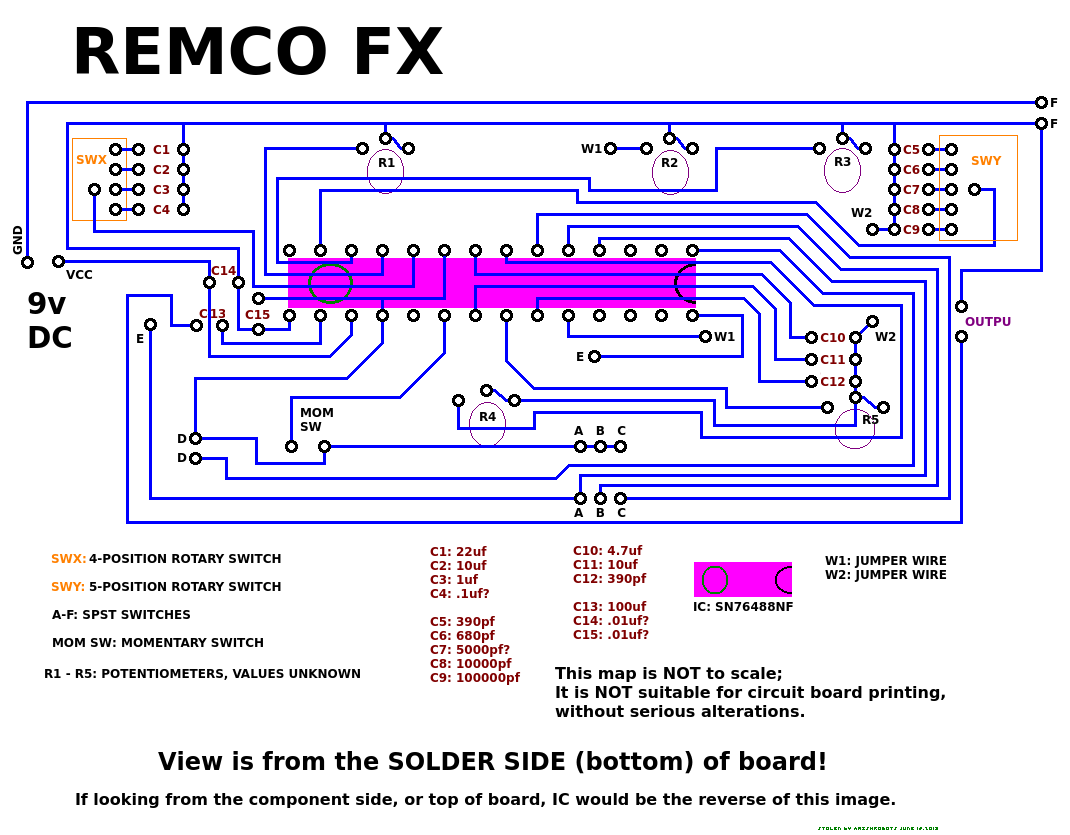 REMCO FX
F
F
SWX
C1
C2
C3
C4
R1
W1
R2
R3
C5
C6
C7
C8
C9
SWY
W2
GND
VCC
9v
DC
C14
C13
C15
E
OUTPU
W1
E
C10
C11
C12
W2
MOM
SW
R4
R5
D
D
A B C
A B C
SWX: 4-POSITION ROTARY SWITCH
SWY: 5-POSITION ROTARY SWITCH
A-F: SPST SWITCHES
MOM SW: MOMENTARY SWITCH
R1 - R5: POTENTIOMETERS, VALUES UNKNOWN
C1: 22uf
C2: 10uf
C3: 1uf
C4: .1uf?
C5: 390pf
C6: 680pf
C7: 5000pf?
C8: 10000pf
C9: 100000pf
C10: 4.7uf
C11: 10uf
C12: 390pf
C13: 100uf
C14: .01uf?
C15: .01uf?
IC: SN76488NF
W1: JUMPER WIRE
W2: JUMPER WIRE
This map is NOT to scale;
It is NOT suitable for circuit board printing,
without serious alterations.
View is from the SOLDER SIDE (bottom) of board!
If looking from the component side, or top of board, IC would be the reverse of this image.